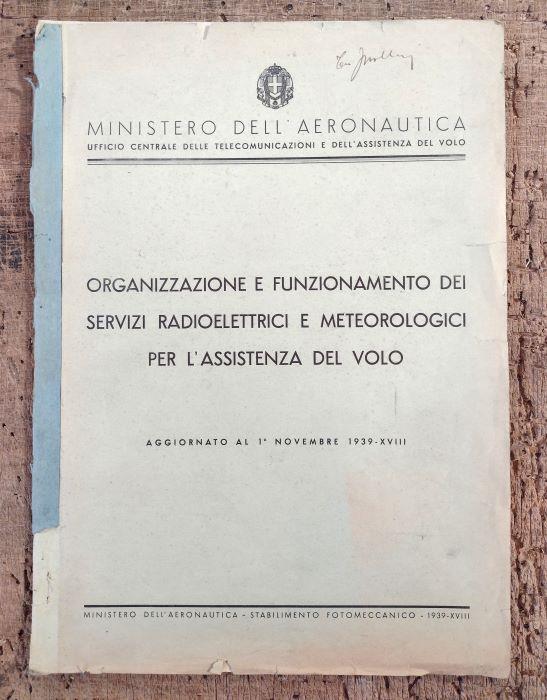 MINISTERO DELL'AERONAUTICA
UFFICIO CENTRALE DELLE TELECOMUNICAZIONI E DELL'ASSISTENZA DEL VOLO
ORGANIZZAZIONE E FUNZIONAMENTO DEI
SERVIZI RADIOELETTRICI E METEOROLOGICI
PER L'ASSISTENZA DEL VOLO
AGGIORNATO AL 1° NOVEMBRE 1939-XVIII
MINISTERO DELL'AERONAUTICA - STABILIMENTO FOTOMECCANICO - 1939-XVIII